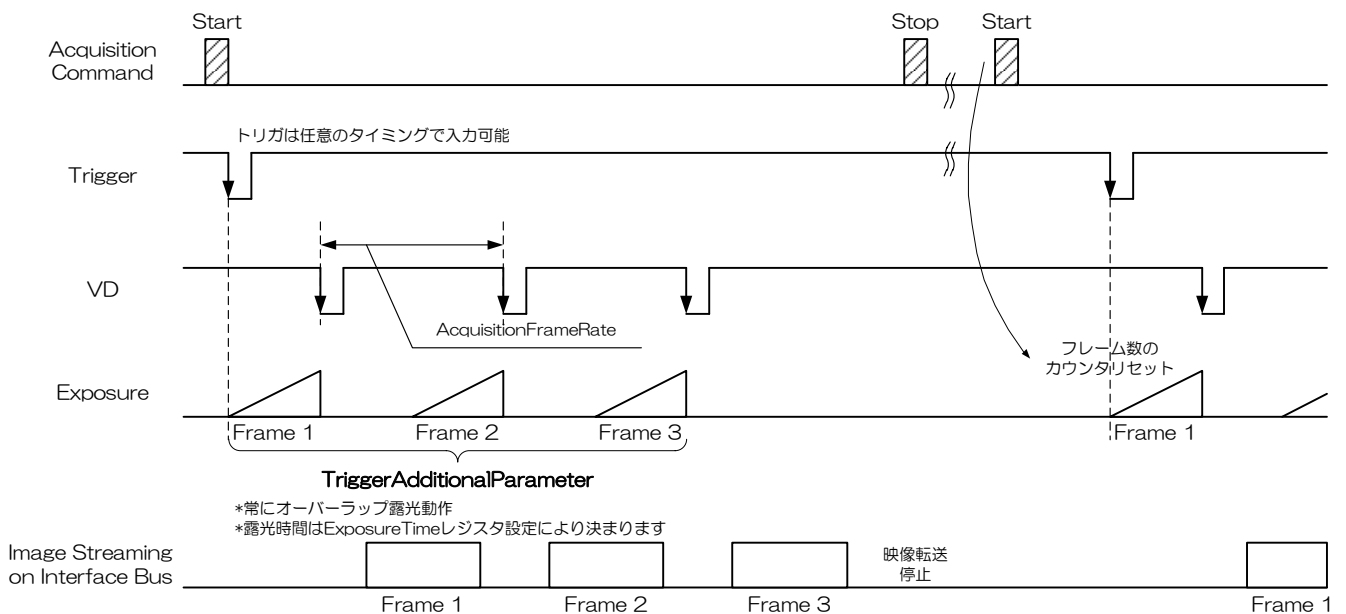 Start
Stop
Start
Acquisition
Command
トリガは任意のタイミングで入力可能
Trigger
VD
AcquisitionFrameRate
フレーム数の
カウンタリセット
Exposure
Frame 1
Frame 2
Frame 3
Frame 1
TriggerAdditionalParameter
*常にオーバーラップ露光動作
*露光時間はExposureTimeレジスタ設定により決まります
Image Streaming
on Interface Bus
映像転送
停止
Frame 1
Frame 2
Frame 3
Frame 1